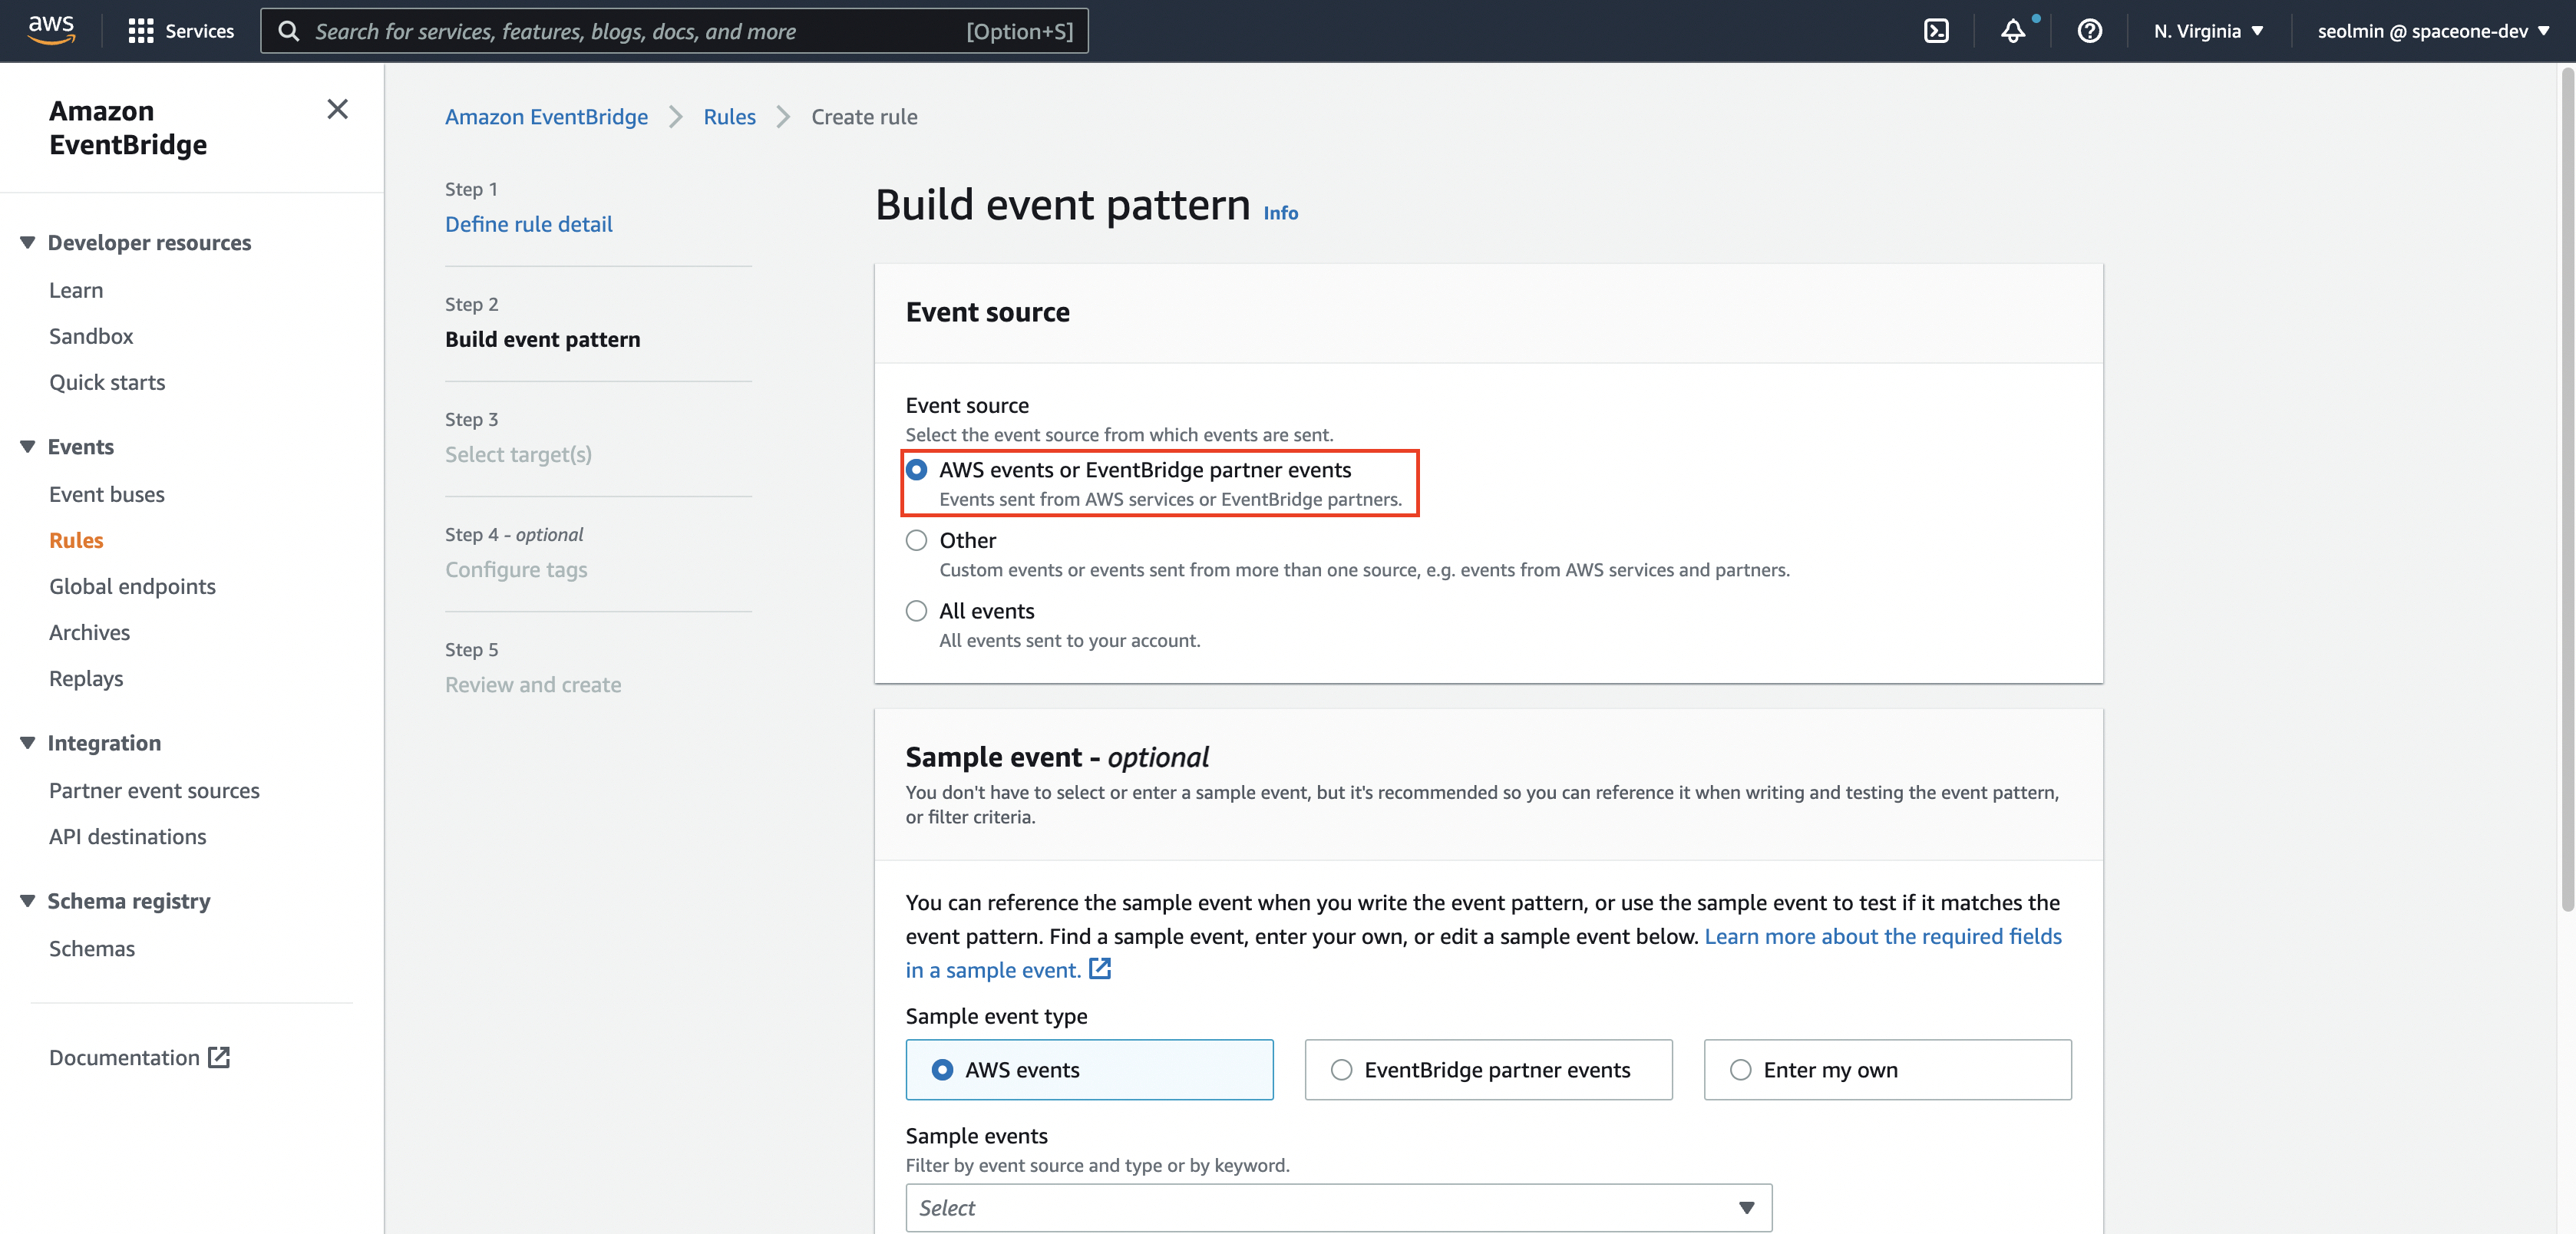 aws
Services
Search for services, features, blogs, docs, and more
[Option+S]
N. Virginia
seolmin @ spaceone-dev
Amazon
EventBridge
Developer resources
Learn
Sandbox
Quick starts
Events
Event buses
Rules
Global endpoints
Archives
Replays
Integration
Partner event sources
API destinations
Schema registry
Schemas
Documentation
Amazon EventBridge
Rules
Create rule
Step 1
Define rule detail
Step 2
Build event pattern
Step 3
Select target(s)
Step 4 - optional
Configure tags
Step 5
Review and create
Build event pattern Info
Event source
Event source
Select the event source from which events are sent.
AWS events or EventBridge partner events
Events sent from AWS services or EventBridge partners.
Other
Custom events or events sent from more than one source, e.g. events from AWS services and partners.
All events
All events sent to your account.
Sample event - optional
You don't have to select or enter a sample event, but it's recommended so you can reference it when writing and testing the event pattern,
or filter criteria.
You can reference the sample event when you write the event pattern, or use the sample event to test if it matches the
event pattern. Find a sample event, enter your own, or edit a sample event below. Learn more about the required fields
in a sample event.
Sample event type
AWS events
EventBridge partner events
Enter my own
Sample events
Filter by event source and type or by keyword.
Select